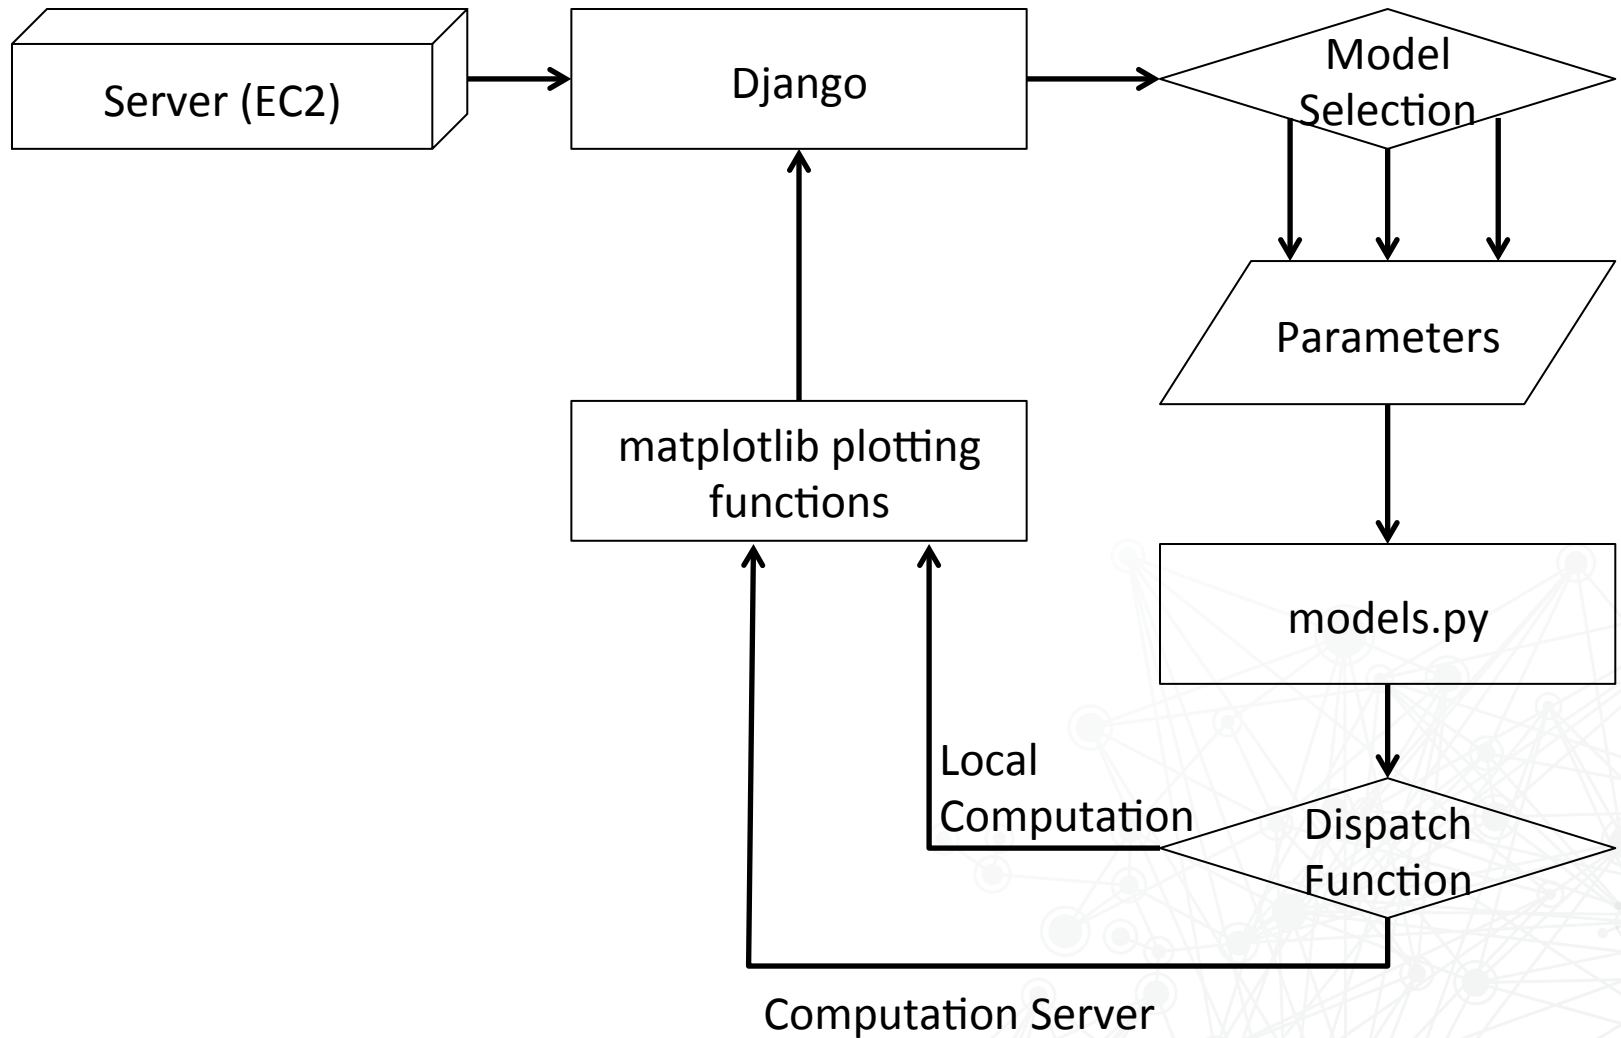 Server (EC2)
Django
Model
Selection
Parameters
matplotlib plotting
functions
models.py
Local
Computation
Dispatch
Function
Computation Server